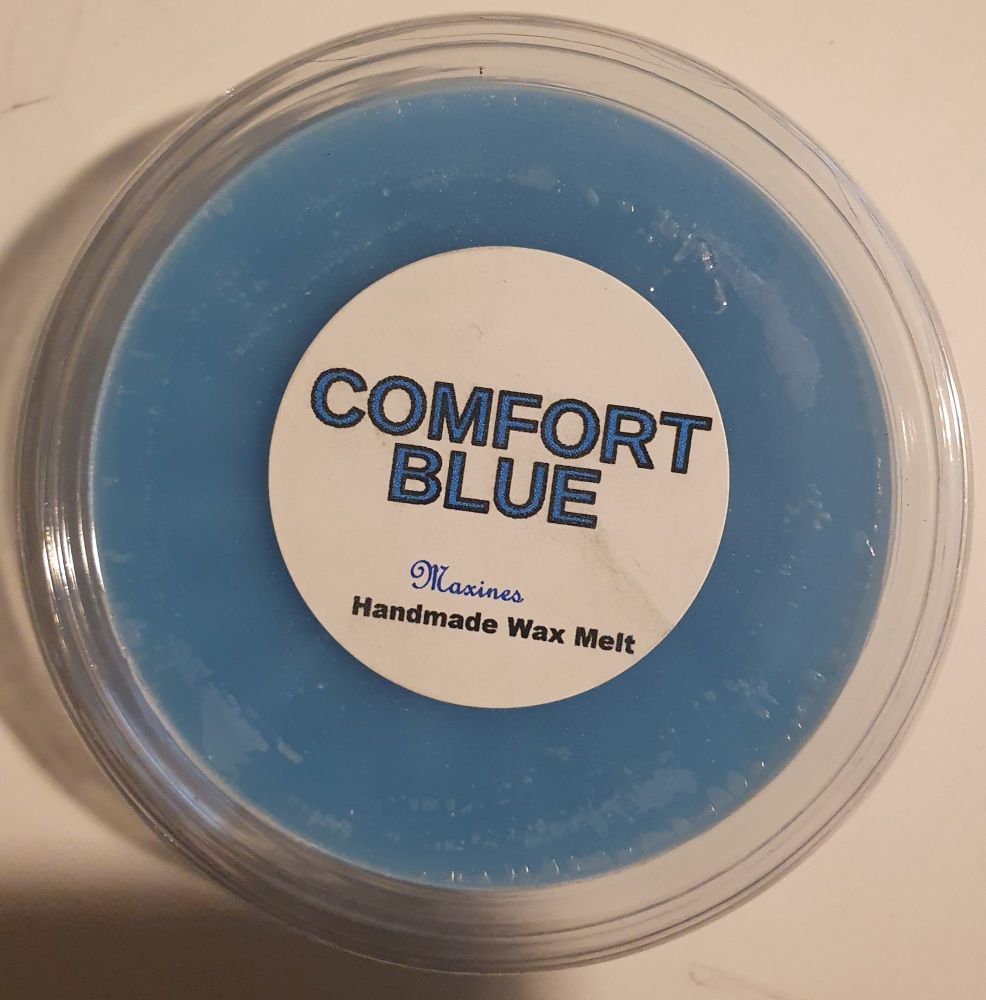 COMFORT
BLUE
Maxines
Handmade Wax Melt